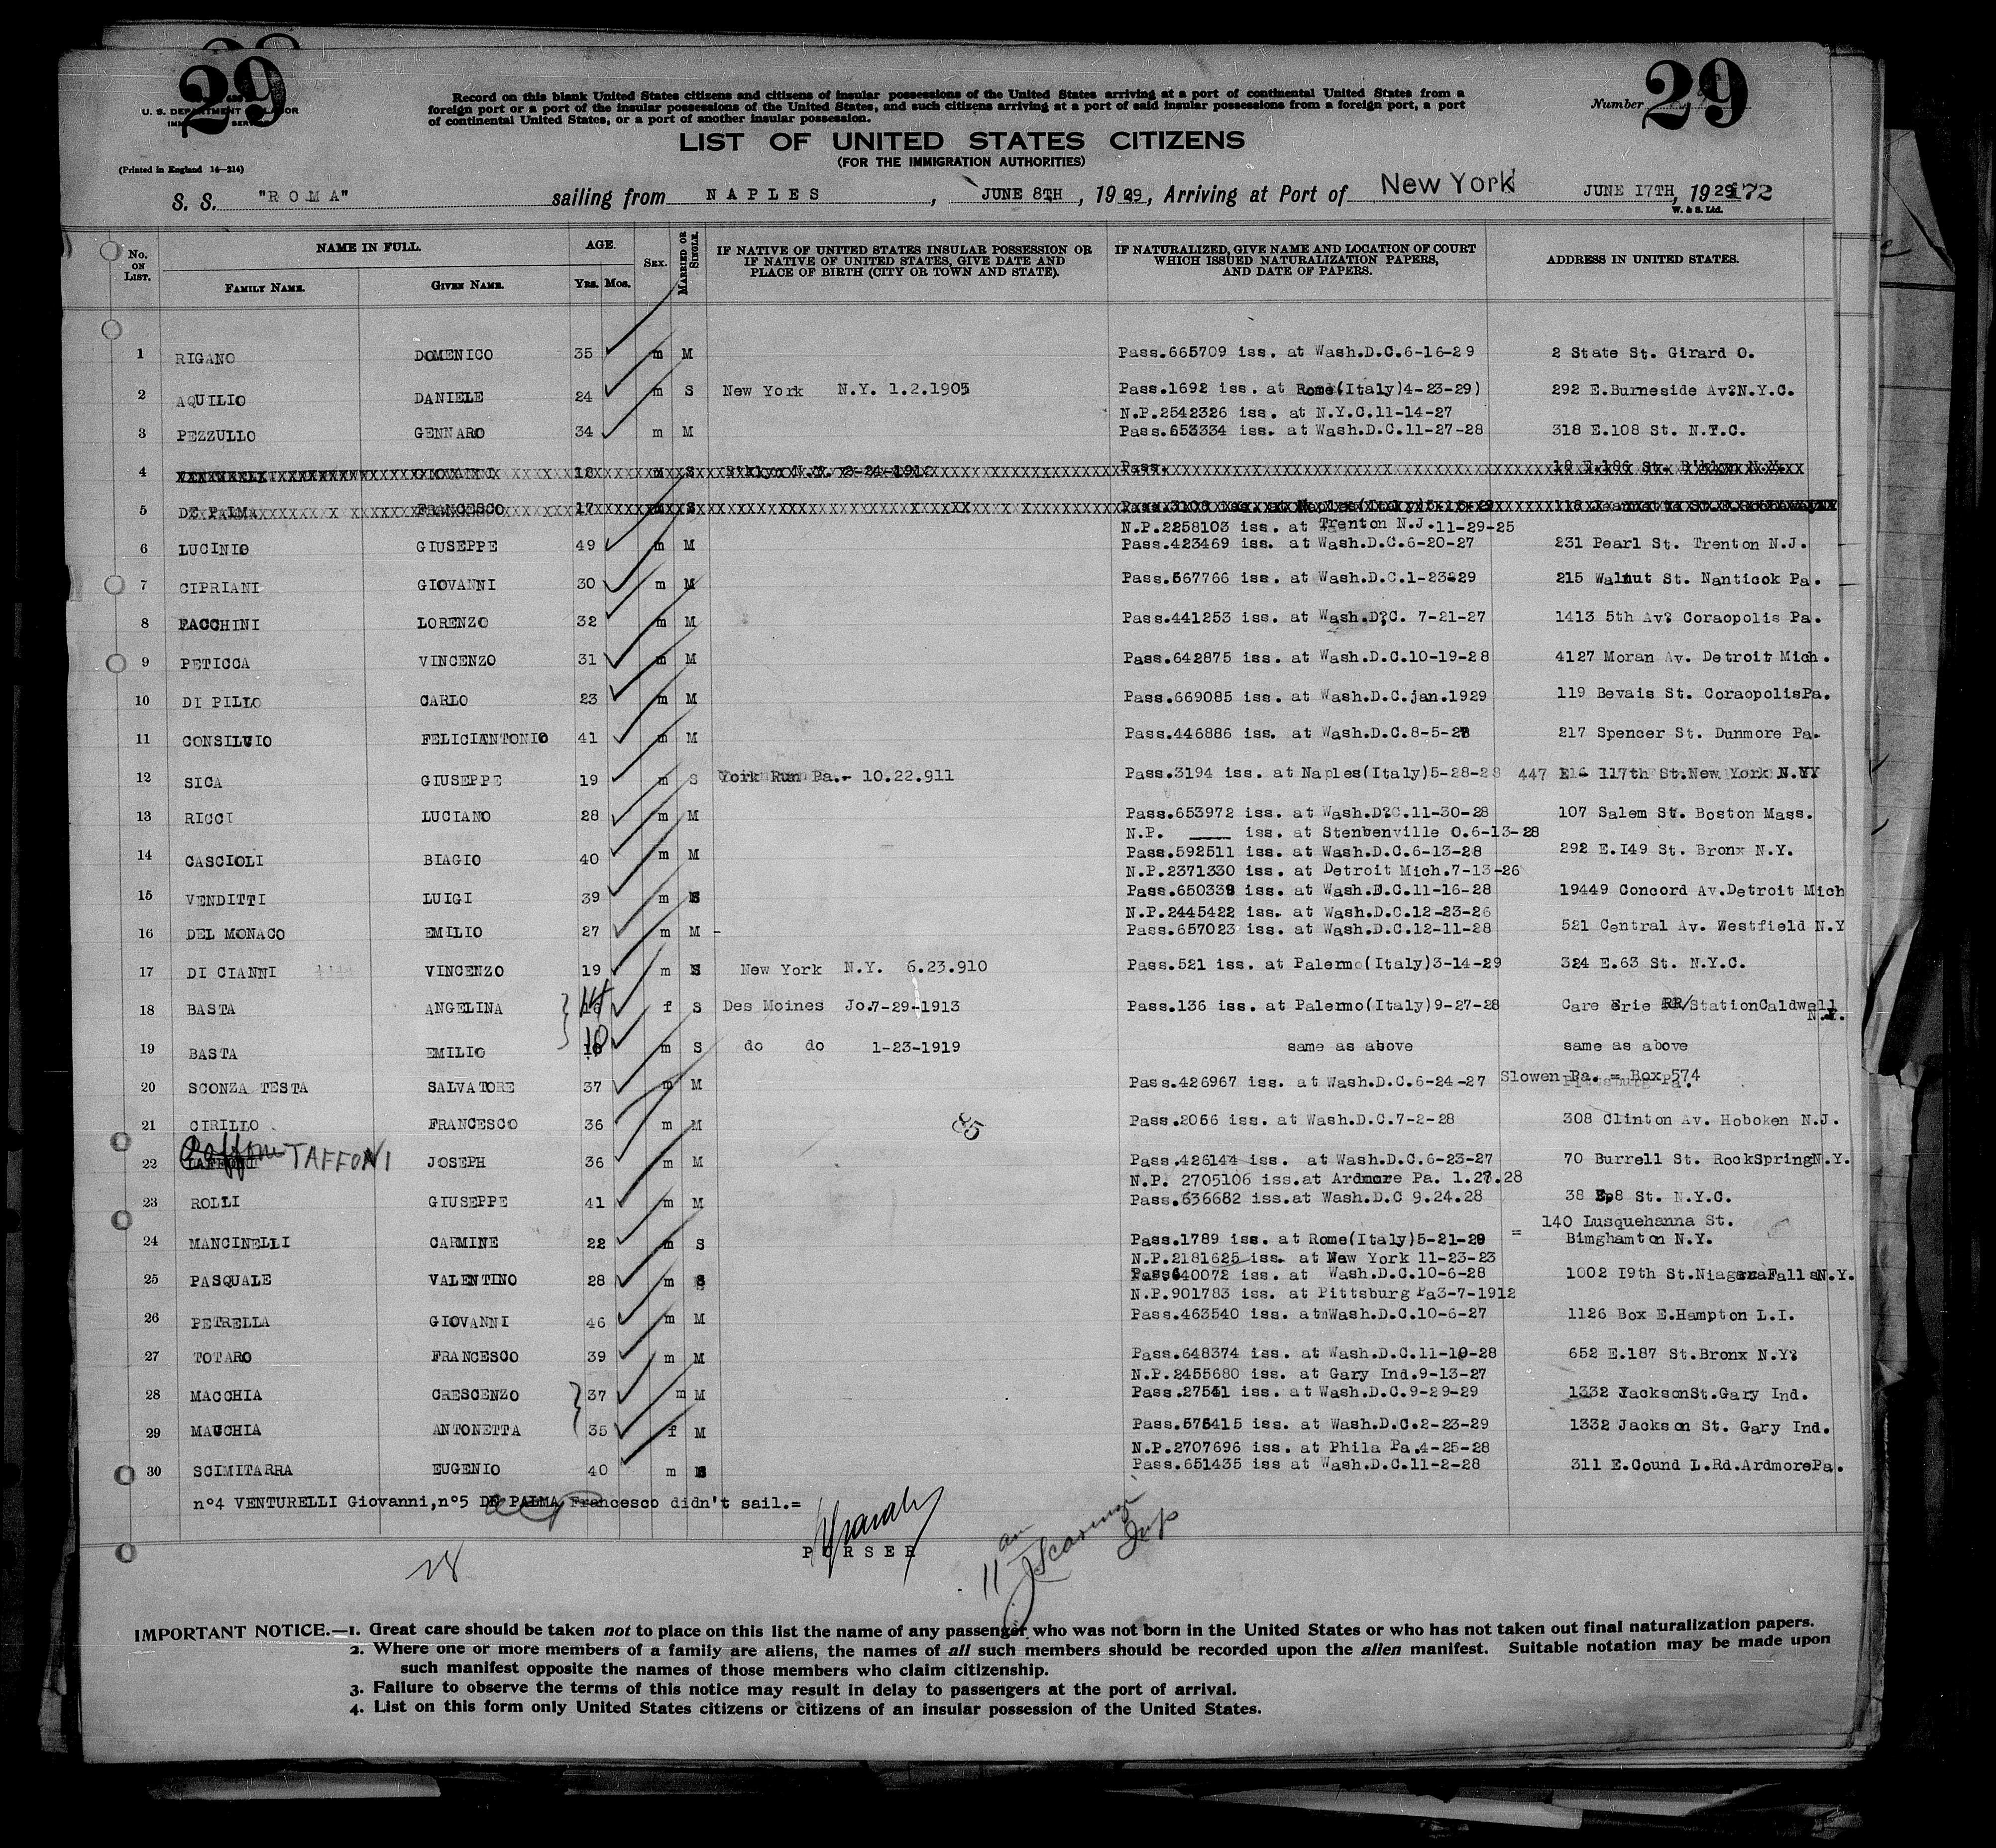 29
29
U. S. DEPARTMENT OF LABOR
Record on this blank United States citizens and citizens of insular possessions of the United States arriving at a port of continental United States from a
foreign port or a port of the insular possessions of the United States, and such citizens arriving at a port of said insular possessions from a foreign port, a port
of continental United States, or a port of another insular possession.
Number
LIST OF UNITED STATES CITIZENS
(FOR THE IMMIGRATION AUTHORITIES)
(Printed in England 14—214)
S. S. "ROMA" sailing from NAPLES, JUNE 8TH, 1929, Arriving at Port of New York JUNE 17TH, 1929 172
W. & S. Ltd.
No. ON LIST. NAME IN FULL. FAMILY NAME. GIVEN NAME. AGE. YRS. MOS. SEX. MARRIED OR SINGLE. IF NATIVE OF UNITED STATES INSULAR POSSESSION OR IF NATIVE OF UNITED STATES, GIVE DATE AND PLACE OF BIRTH (CITY OR TOWN AND STATE). IF NATURALIZED, GIVE NAME AND LOCATION OF COURT WHICH ISSUED NATURALIZATION PAPERS, AND DATE OF PAPERS. ADDRESS IN UNITED STATES.
1 RIGANO DOMENICO 35 m M Pass.665709 iss. at Wash.D.C.6-16-29 2 State St. Girard O.
2 AQUILIO DANIELE 24 m S New York N.Y. 1.2.1905 Pass.1692 iss. at Rome(Italy)4-23-29) 292 E.Burneside Av?N.Y.C.
N.P.2542326 iss. at N.Y.C.11-14-27
3 PEZZULLO GENNARO 34 m M Pass.653334 iss. at Wash.D.C.11-27-28 318 E.108 St. N.Y.C.
4 GIOVANNI 18 m S B'klyn N.Y. 2-24-1912 Pass. 18 E.186 St. B'klyn N.Y.
5 DE PALMA FRANCESCO 17 m S Pass.3103 iss. at Naples(Italy)
N.P.2258103 iss. at Trenton N.J.11-29-25
6 LUCINIO GIUSEPPE 49 m M Pass.423469 iss. at Wash.D.C.6-20-27 231 Pearl St. Trenton N.J.
7 CIPRIANI GIOVANNI 30 m M Pass.567766 iss. at Wash.D.C.1-23-29 215 Walnut St. Nanticok Pa.
8 FACCHINI LORENZO 32 m M Pass.441253 iss. at Wash.D?C. 7-21-27 1413 5th Av? Coraopolis Pa.
9 PETICCA VINCENZO 31 m M Pass.642875 iss. at Wash.D.C.10-19-28 4127 Moran Av. Detroit Mich.
10 DI PILLO CARLO 23 m M Pass.669085 iss. at Wash.D.C.jan.1929 119 Bevais St. CoraopolisPa.
11 CONSILVIO FELICIANTONIO 41 m M Pass.446886 iss. at Wash.D.C.8-5-27 217 Spencer St. Dunmore Pa.
12 SICA GIUSEPPE 19 m S York Run Pa.- 10.22.911 Pass.3194 iss. at Naples(Italy)5-28-28 447 E 117th St.New York N.Y
13 RICCI LUCIANO 28 m M Pass.653972 iss. at Wash.D?C.11-30-28 107 Salem St. Boston Mass.
N.P. ____ iss. at Stenbenville O.6-13-28
14 CASCIOLI BIAGIO 40 m M Pass.592511 iss. at Wash.D.C.6-13-28 292 E.I49 St. Bronx N.Y.
N.P.2371330 iss. at Detroit Mich.7-13-26
15 VENDITTI LUIGI 39 m S Pass.650339 iss. at Wash.D.C.11-16-28 19449 Concord Av.Detroit Mich
N.P.2445422 iss. at Wash.D.C.12-23-26
16 DEL MONACO EMILIO 27 m M - Pass.657023 iss. at Wash.D.C.12-11-28 521 Central Av. Westfield N.Y
17 DI CIANNI VINCENZO 19 m S New York N.Y. 6.23.910 Pass.521 iss. at Palermo(Italy)3-14-29 324 E.63 St. N.Y.C.
18 BASTA ANGELINA 16 14 f S Des Moines Jo.7-29-1913 Pass.136 iss. at Palermo(Italy)9-27-28 Care Erie RR/StationCaldwell
N.Y.
19 BASTA EMILIO 10 m S do do 1-23-1919 same as above same as above
20 SCONZA TESTA SALVATORE 37 m M Pass.426967 iss. at Wash.D.C.6-24-27 Slowen Pa. = Box 574
21 CIRILLO FRANCESCO 36 m M Pass.2066 iss. at Wash.D.C.7-2-28 308 Clinton Av. Hoboken N.J.
85
22 TAFFONI JOSEPH 36 m M Pass.426144 iss. at Wash.D.C.6-23-27 70 Burrell St. RockSpringN.Y.
N.P. 2705106 iss.at Ardmore Pa. 1.27.28
23 ROLLI GIUSEPPE 41 m M Pass.636682 iss.at Wash.D.C 9.24.28 38 E.8 St. N.Y.C.
24 MANCINELLI CARMINE 22 m S Pass.1789 iss. at Rome(Italy)5-21-29 = 140 Lusquehanna St.
Bimghamton N.Y.
N.P.2181625 iss. at New York 11-23-23
25 PASQUALE VALENTINO 28 m S Pass640072 iss. at Wash.D.C.10-6-28 1002 I9th St.NiagaraFallsN.Y.
N.P.901783 iss. at Pittsburg Pa3-7-1912
26 PETRELLA GIOVANNI 46 m M Pass.463540 iss. atmWash.D.C.10-6-27 1126 Box E.Hampton L.I.
27 TOTARO FRANCESCO 39 m M Pass.648374 iss. at Wash.D.C.11-10-28 652 E.187 St.Bronx N.Y?
N.P.2455680 iss. at Gary Ind.9-13-27
28 MACCHIA CRESCENZO 37 m M Pass.27541 iss. at Wash.D.C.9-29-29 1332 JacksonSt.Gary Ind.
29 MACCHIA ANTONETTA 35 f M Pass.575415 iss. at Wash.D.C.2-23-29 1332 Jackson St. Gary Ind.
N.P.2707696 iss. at Phila Pa.4-25-28
30 SCIMITARRA EUGENIO 40 m S Pass.651435 iss at Wash.D.C.11-2-28 311 E.Cound L.Rd.ArdmorePa.
n°4 VENTURELLI Giovanni,n°5 DE PALMA Francesco didn't sail.=
PURSER
28
IMPORTANT NOTICE.—1. Great care should be taken not to place on this list the name of any passenger who was not born in the United States or who has not taken out final naturalization papers.
2. Where one or more members of a family are aliens, the names of all such members should be recorded upon the alien manifest. Suitable notation may be made upon
such manifest opposite the names of those members who claim citizenship.
3. Failure to observe the terms of this notice may result in delay to passengers at the port of arrival.
4. List on this form only United States citizens or citizens of an insular possession of the United States.